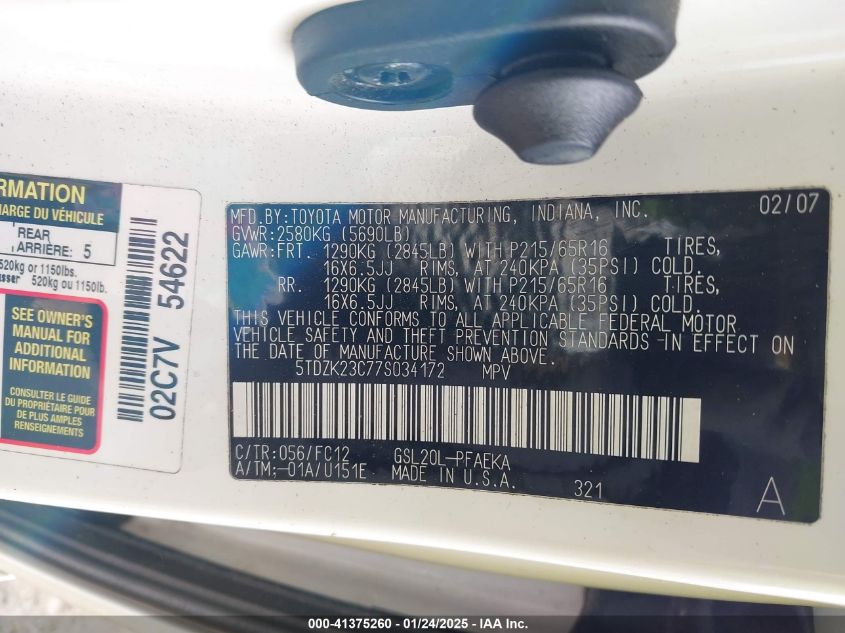 RMATION
CHARGE DU VÉHICULE
REAR
ARRIÈRE: 5
520kg or 1150lbs.
asser 520kg ou 1150lb.
SEE OWNER'S
MANUAL FOR
ADDITIONAL
INFORMATION
CONSULTER LE GUIDE
DU PROPRIÉTAIRE POUR
DE PLUS AMPLES
RENSEIGNEMENTS
02C7V 54622
MFD.BY:TOYOTA MOTOR MANUFACTURING, INDIANA, INC. 02/07
GVWR:2580KG (5690LB)
GAWR:FRT. 1290KG (2845LB) WITH P215/65R16 TIRES,
16X6.5JJ RIMS, AT 240KPA (35PSI) COLD.
RR. 1290KG (2845LB) WITH P215/65R16 TIRES,
16X6.5JJ RIMS, AT 240KPA (35PSI) COLD.
THIS VEHICLE CONFORMS TO ALL APPLICABLE FEDERAL MOTOR
VEHICLE SAFETY AND THEFT PREVENTION STANDARDS IN EFFECT ON
THE DATE OF MANUFACTURE SHOWN ABOVE.
5TDZK23C77S034172 MPV
C/TR:056/FC12 GSL20L-PFAEKA
A/TM:-01A/U151E MADE IN U.S.A. 321 A
000-41375260 - 01/24/2025 - Copyright IAA, Inc.